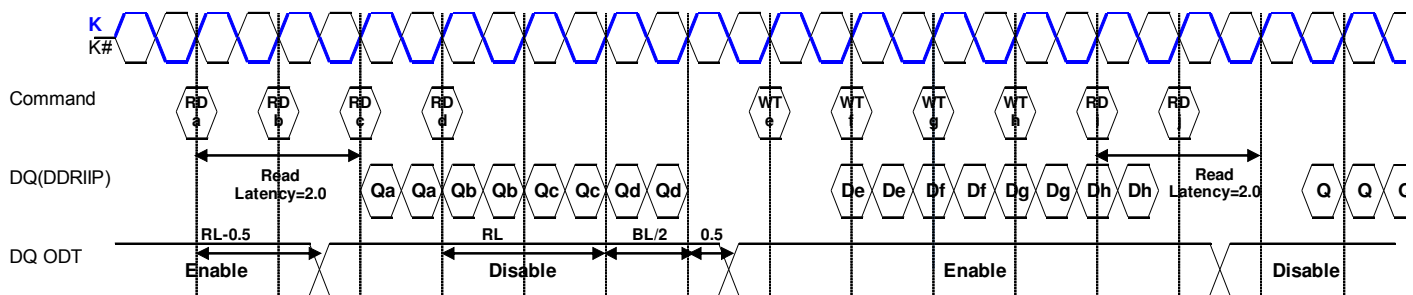 K
K#
Command
RD a
RD b
RD c
RD d
WT e
WT f
WT g
WT h
RD i
RD j
DQ(DDRIIP)
Read
Latency=2.0
Qa Qa Qb Qb Qc Qc Qd Qd
De De Df Df Dg Dg Dh Dh
Read
Latency=2.0
Q Q
DQ ODT
RL-0.5
RL
BL/2
0.5
Enable
Disable
Enable
Disable